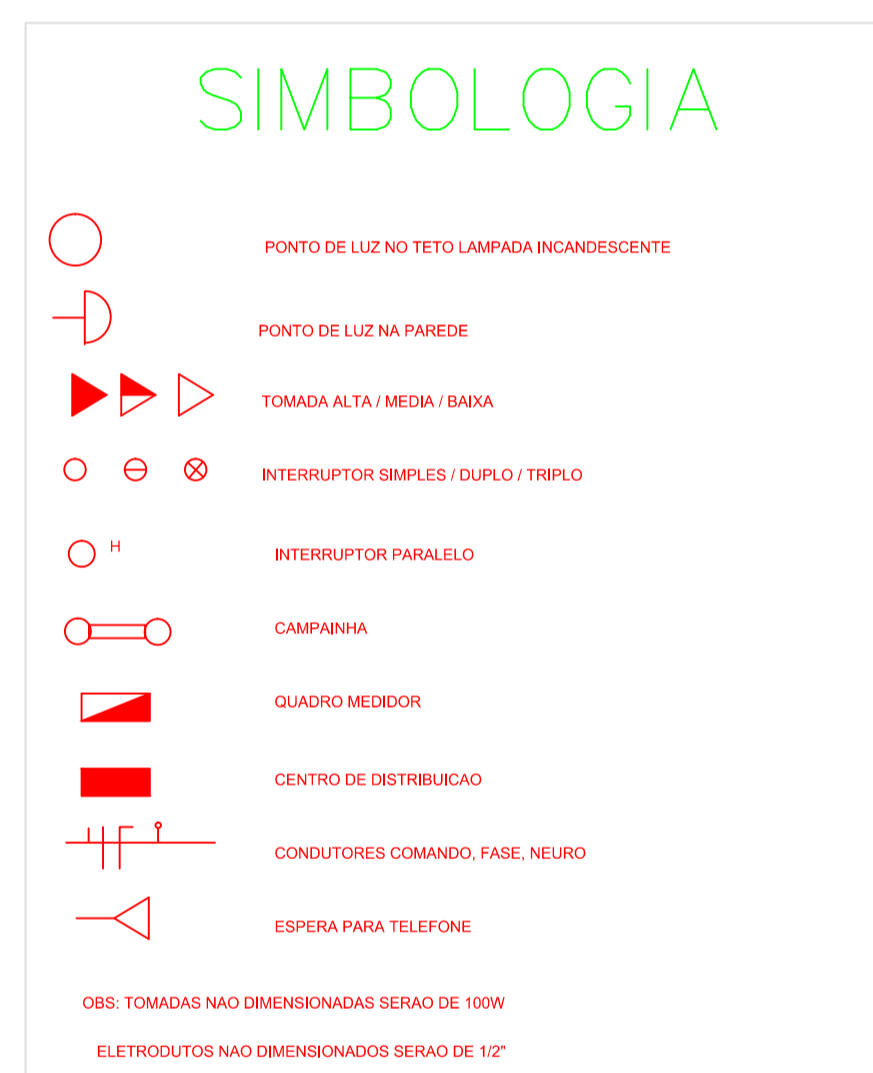 SIMBOLOGIA
PONTO DE LUZ NO TETO LAMPADA INCANDESCENTE
PONTO DE LUZ NA PAREDE
TOMADA ALTA / MEDIA / BAIXA
INTERRUPTOR SIMPLES / DUPLO / TRIPLO
H INTERRUPTOR PARALELO
CAMPAINHA
QUADRO MEDIDOR
CENTRO DE DISTRIBUICAO
CONDUTORES COMANDO, FASE, NEURO
ESPERA PARA TELEFONE
OBS: TOMADAS NAO DIMENSIONADAS SERAO DE 100W
ELETRODUTOS NAO DIMENSIONADOS SERAO DE 1/2"